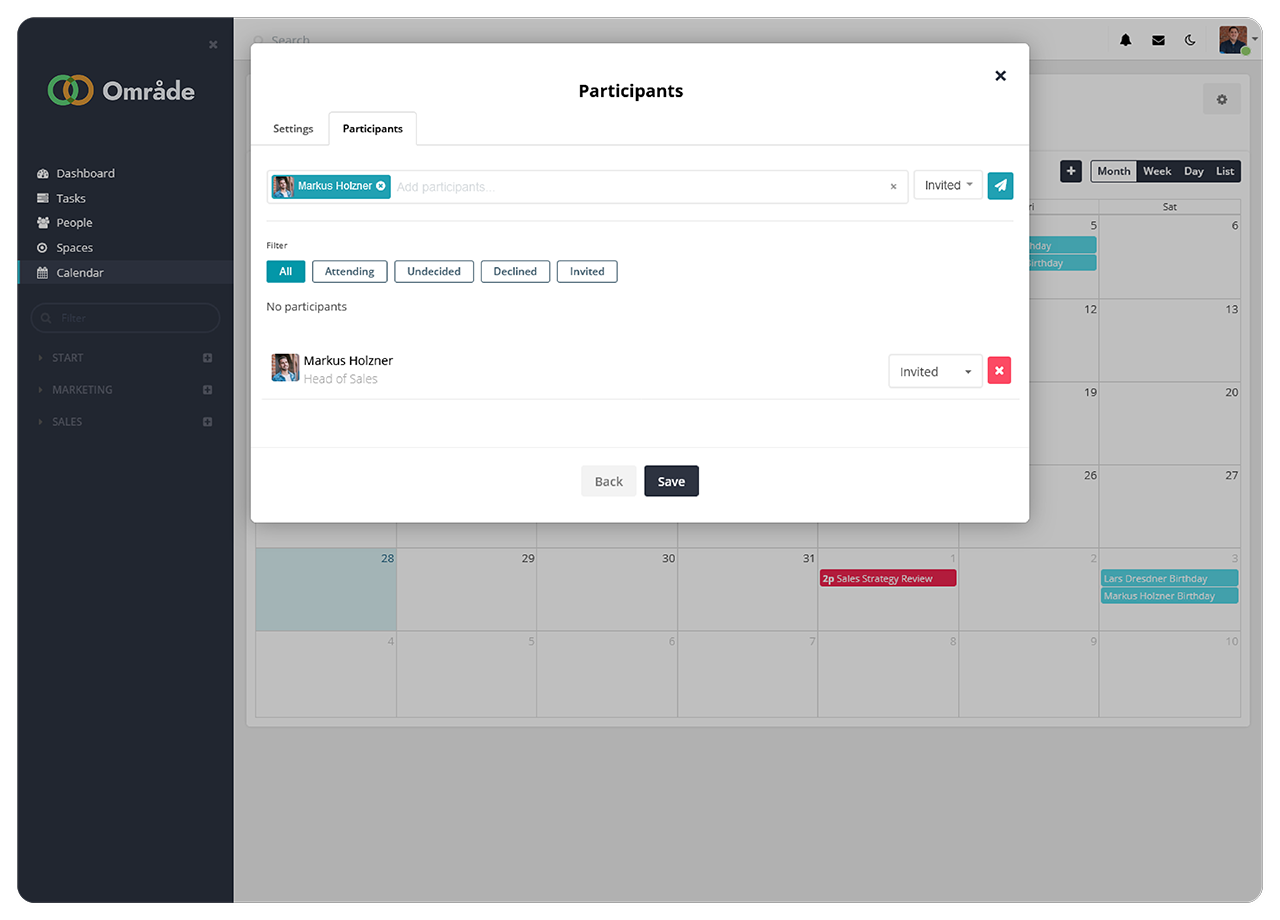 Search
Område
Participants
Settings
Participants
Dashboard
Tasks
People
Spaces
Calendar
Filter
START
MARKETING
SALES
Markus Holzner
Add participants...
Invited
Filter
All
Attending
Undecided
Declined
Invited
No participants
Markus Holzner
Head of Sales
Invited
Back
Save
Month
Week
Day
List
Sat
5
6
12
13
19
20
26
27
28
29
30
31
1
2
3
2p Sales Strategy Review
Lars Dresdner Birthday
Markus Holzner Birthday
4
5
6
7
8
9
10